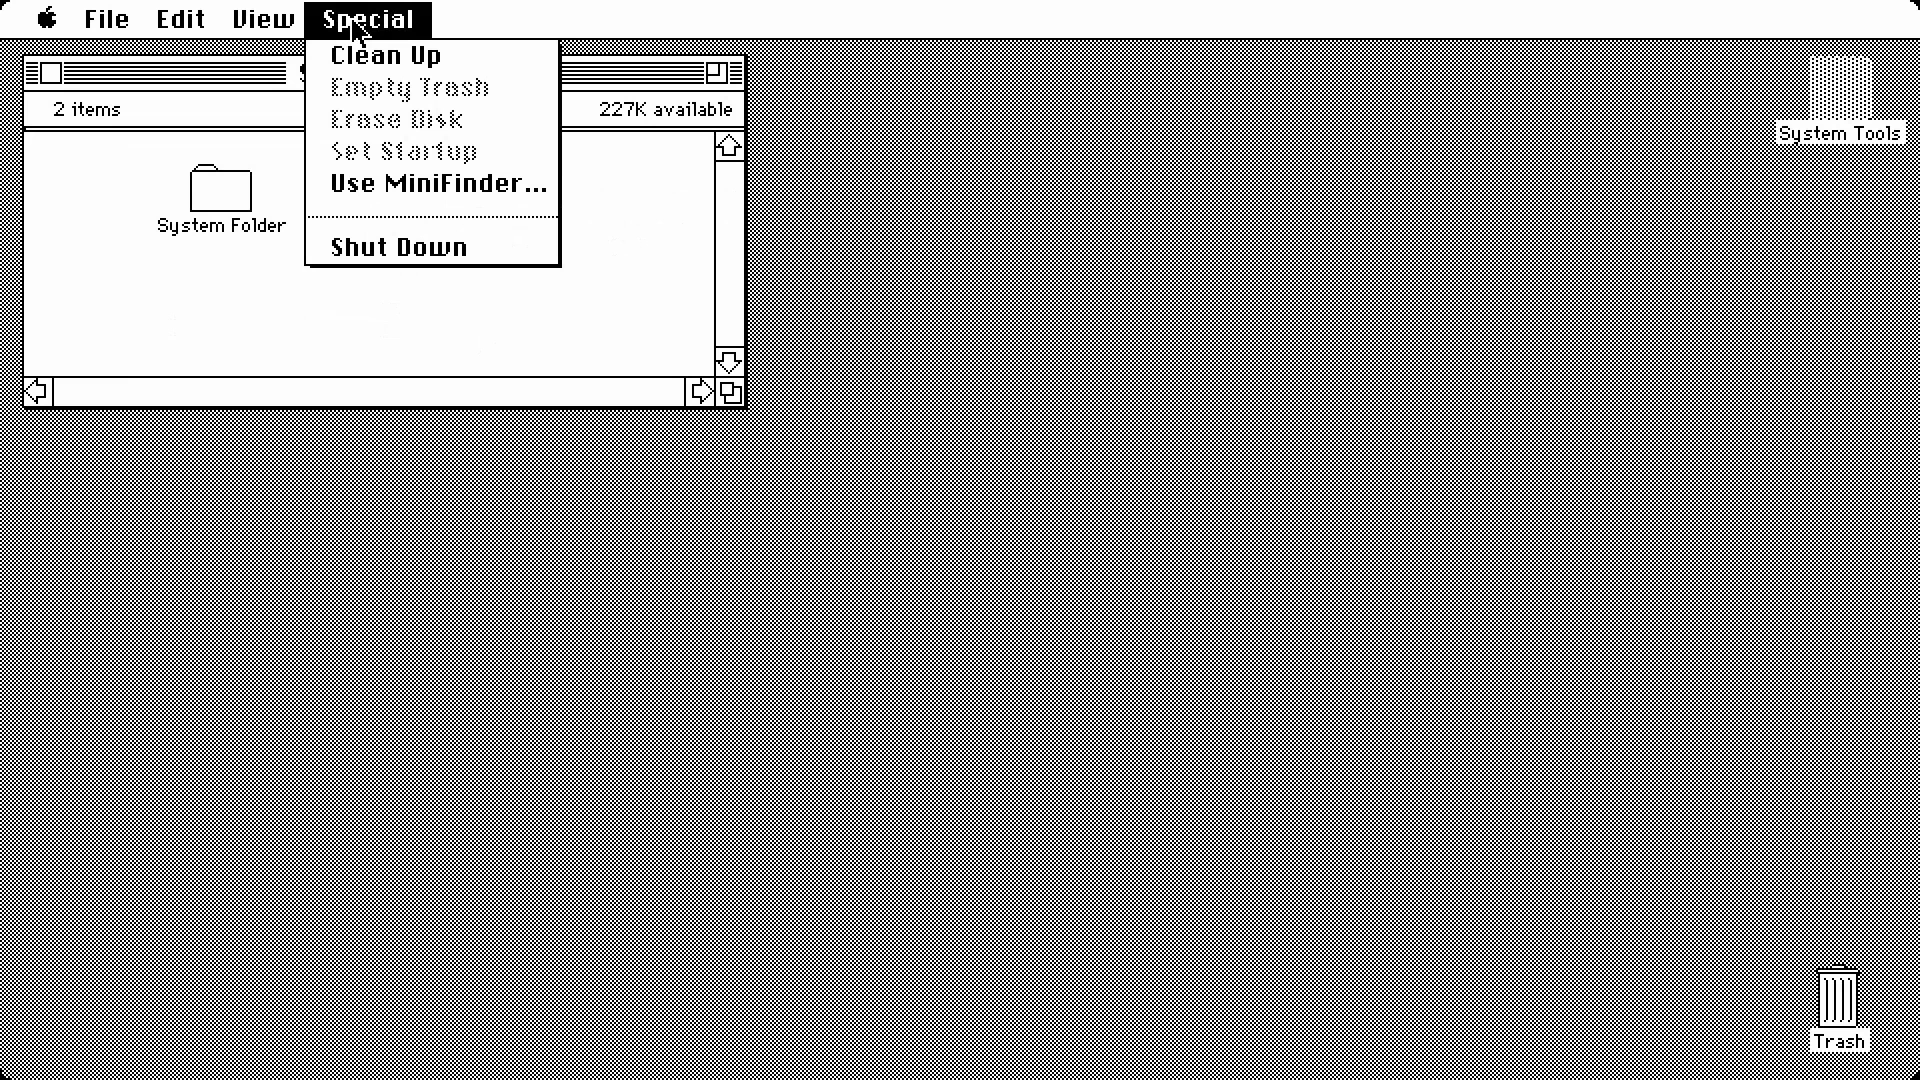 File Edit View Special
Clean Up
Empty Trash
Erase Disk
Set Startup
Use MiniFinder...
Shut Down
2 items
227K available
System Folder
System Tools
Trash